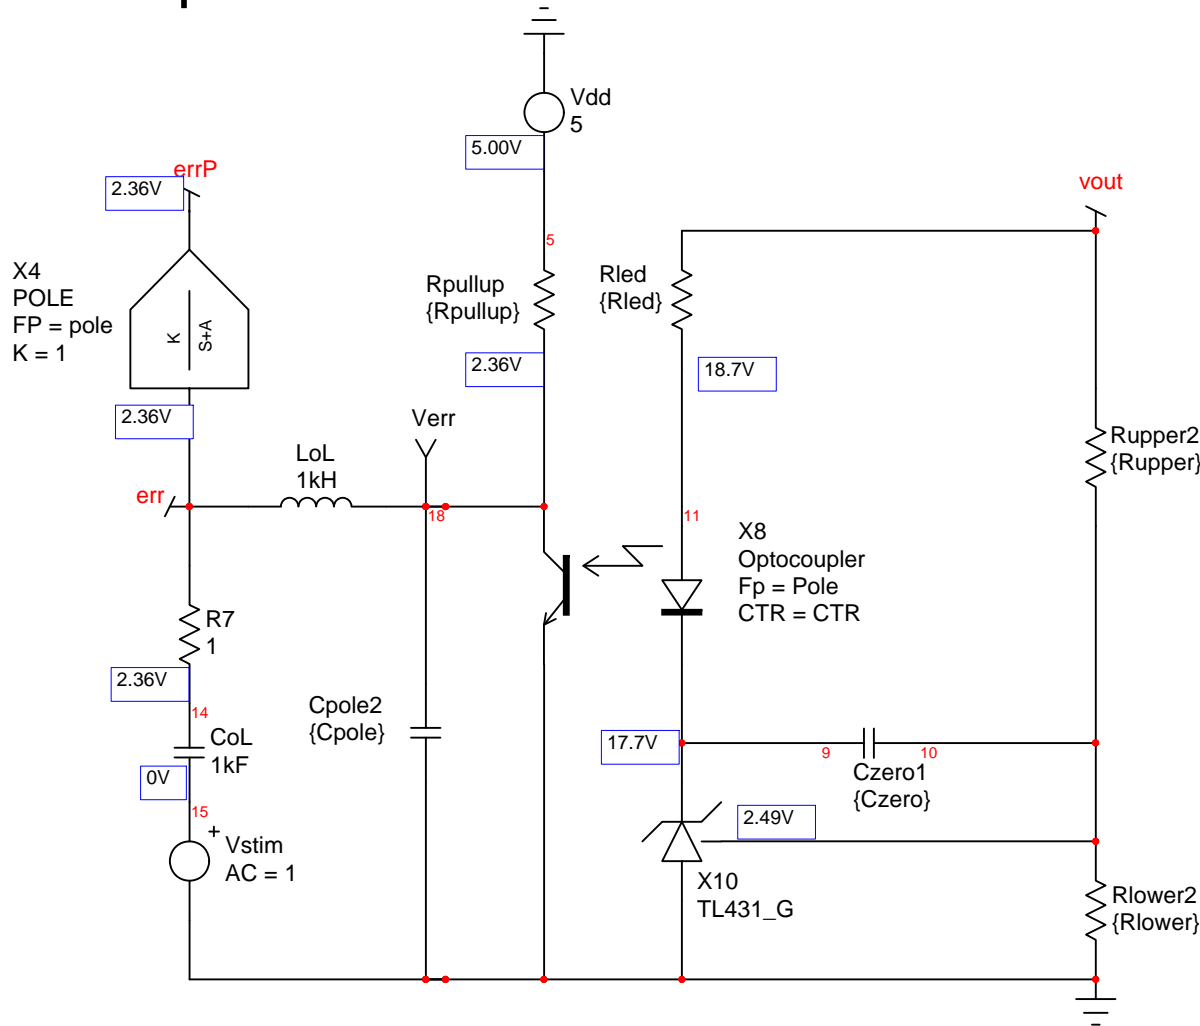 Vdd
5
5.00V
errP
2.36V
vout
5
X4
POLE
FP = pole
K = 1
K
S+A
Rpullup
{Rpullup}
Rled
{Rled}
2.36V
18.7V
2.36V
Verr
LoL
1kH
Rupper2
{Rupper}
err
18
11
X8
Optocoupler
Fp = Pole
CTR = CTR
R7
1
2.36V
14
Cpole2
{Cpole}
CoL
1kF
17.7V
9
10
Czero1
{Czero}
0V
15
2.49V
+
Vstim
AC = 1
X10
TL431_G
Rlower2
{Rlower}